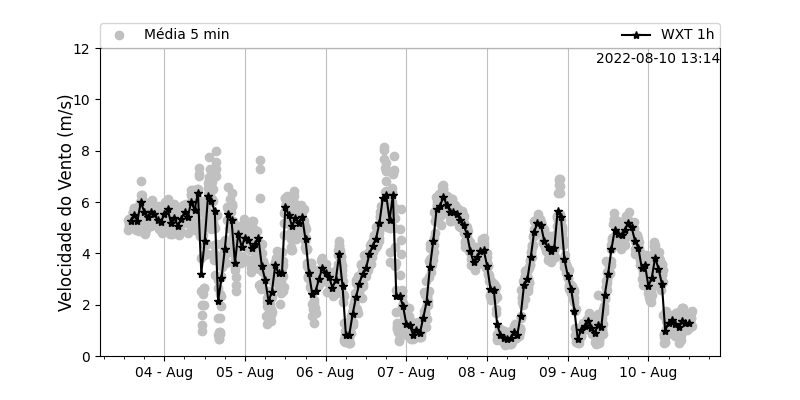 Média 5 min
WXT 1h
2022-08-10 13:14
Velocidade do Vento (m/s)
12
10
8
6
4
2
0
04 - Aug
05 - Aug
06 - Aug
07 - Aug
08 - Aug
09 - Aug
10 - Aug